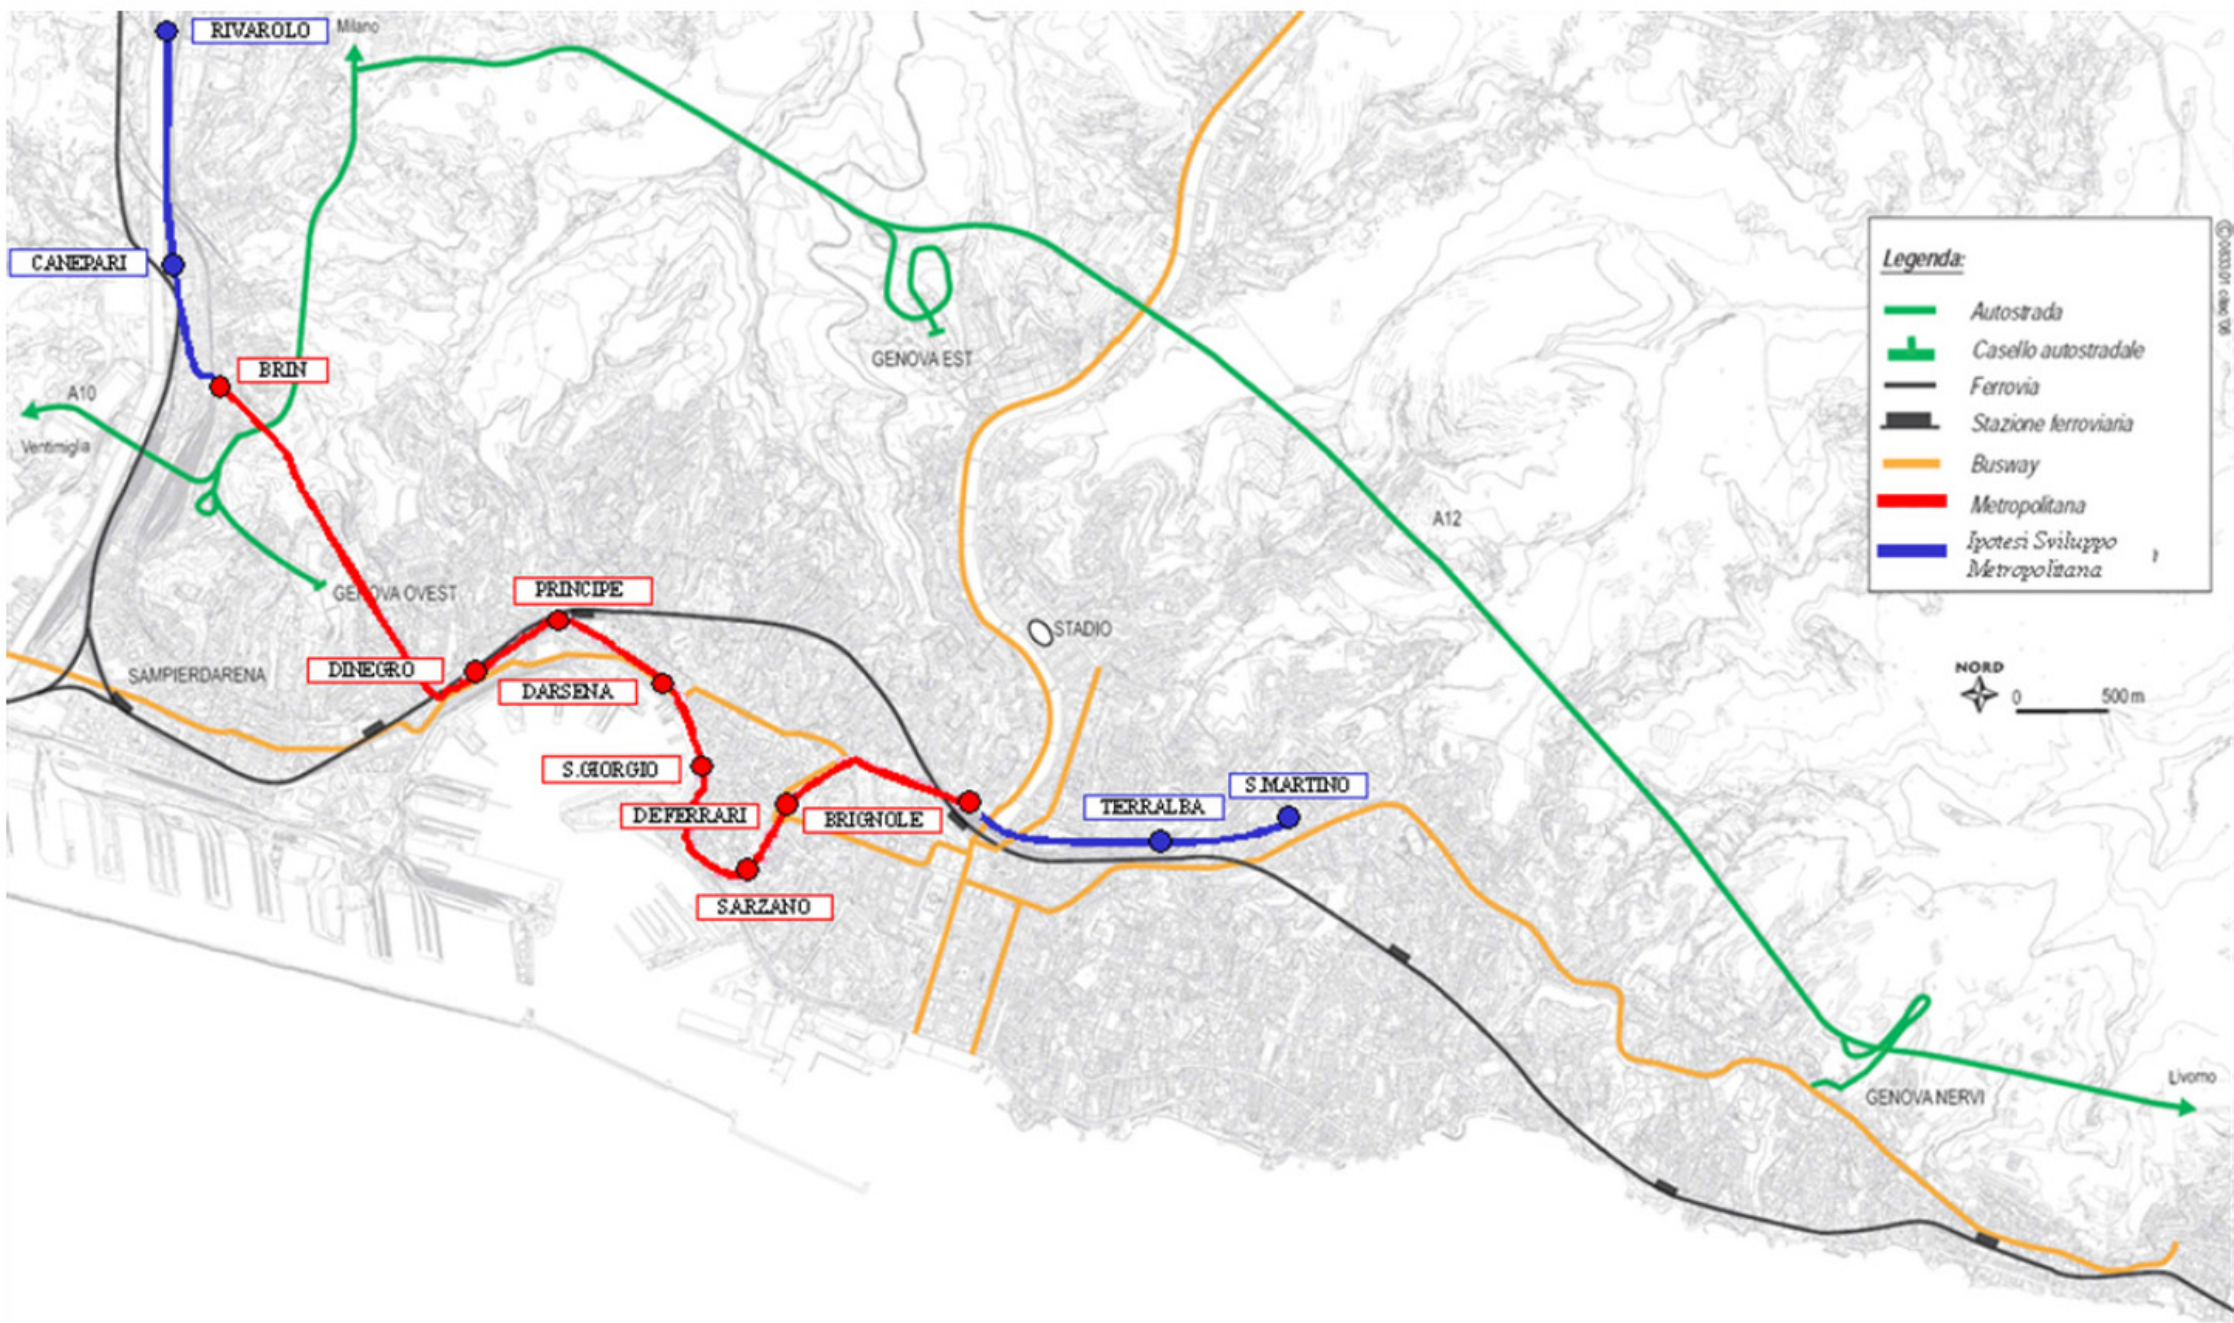 RIVAROLO
Milano
CANEPARI
BRIN
A10
Ventimiglia
GENOVA EST
GENOVA OVEST
A12
PRINCIPE
STADIO
DINEGRO
SAMPIERDARENA
DARSENA
S.GIORGIO
DEFERRARI
BRIGNOLE
TERRALBA
S.MARTINO
SARZANO
GENOVA NERVI
Livorno
Legenda:
Autostrada
Casello autostradale
Ferrovia
Stazione ferroviaria
Busway
Metropolitana
Ipotesi Sviluppo
Metropolitana
NORD
0 500 m